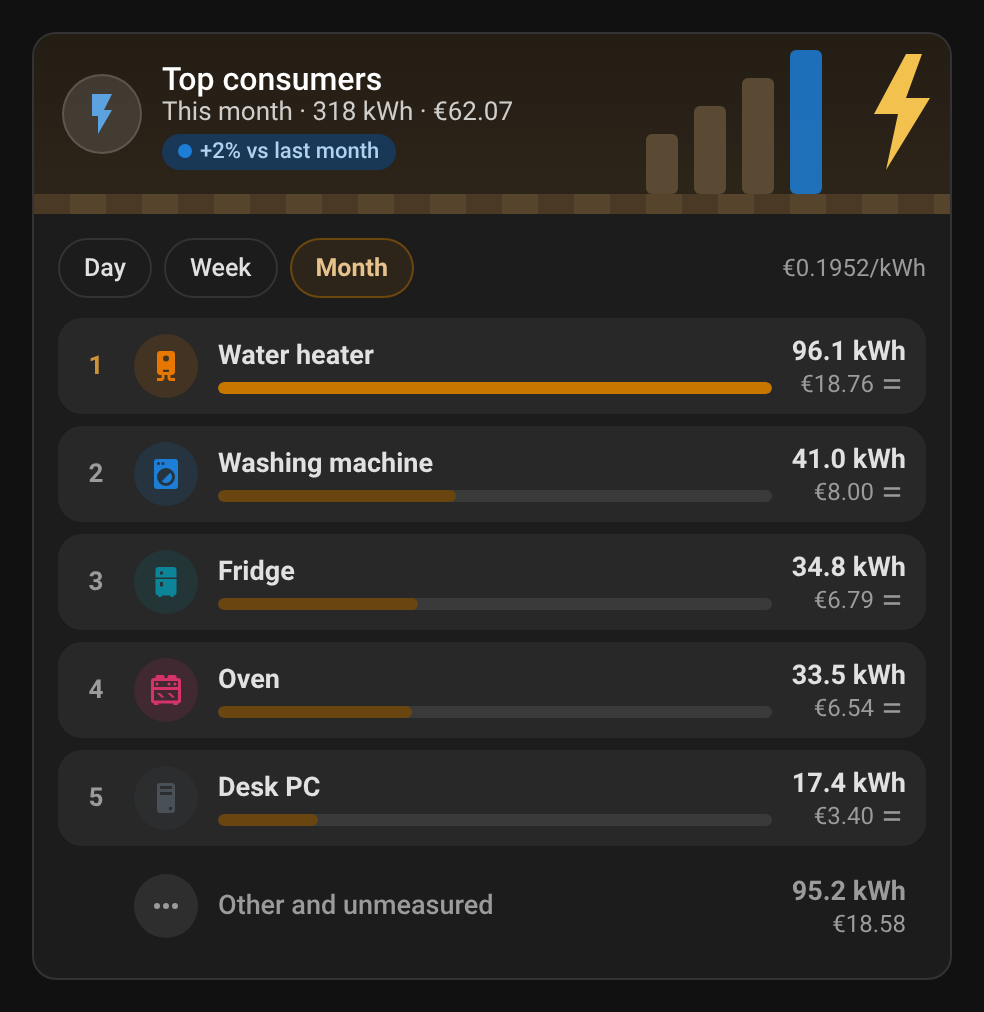 Top consumers
This month · 318 kWh · €62.07
+2% vs last month
Day
Week
Month
€0.1952/kWh
1
Water heater
96.1 kWh
€18.76 =
2
Washing machine
41.0 kWh
€8.00 =
3
Fridge
34.8 kWh
€6.79 =
4
Oven
33.5 kWh
€6.54 =
5
Desk PC
17.4 kWh
€3.40 =
Other and unmeasured
95.2 kWh
€18.58